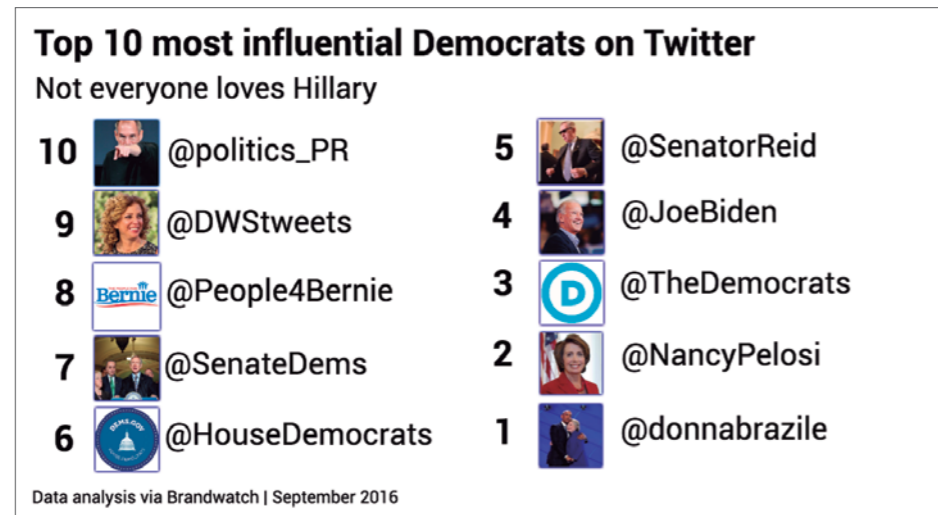 Top 10 most influential Democrats on Twitter
Not everyone loves Hillary
10 @politics_PR
9 @DWStweets
8 Bernie @People4Bernie
7 @SenateDems
6 DEMS.GOV @HouseDemocrats
5 @SenatorReid
4 @JoeBiden
3 D @TheDemocrats
2 @NancyPelosi
1 @donnabrazile
Data analysis via Brandwatch | September 2016